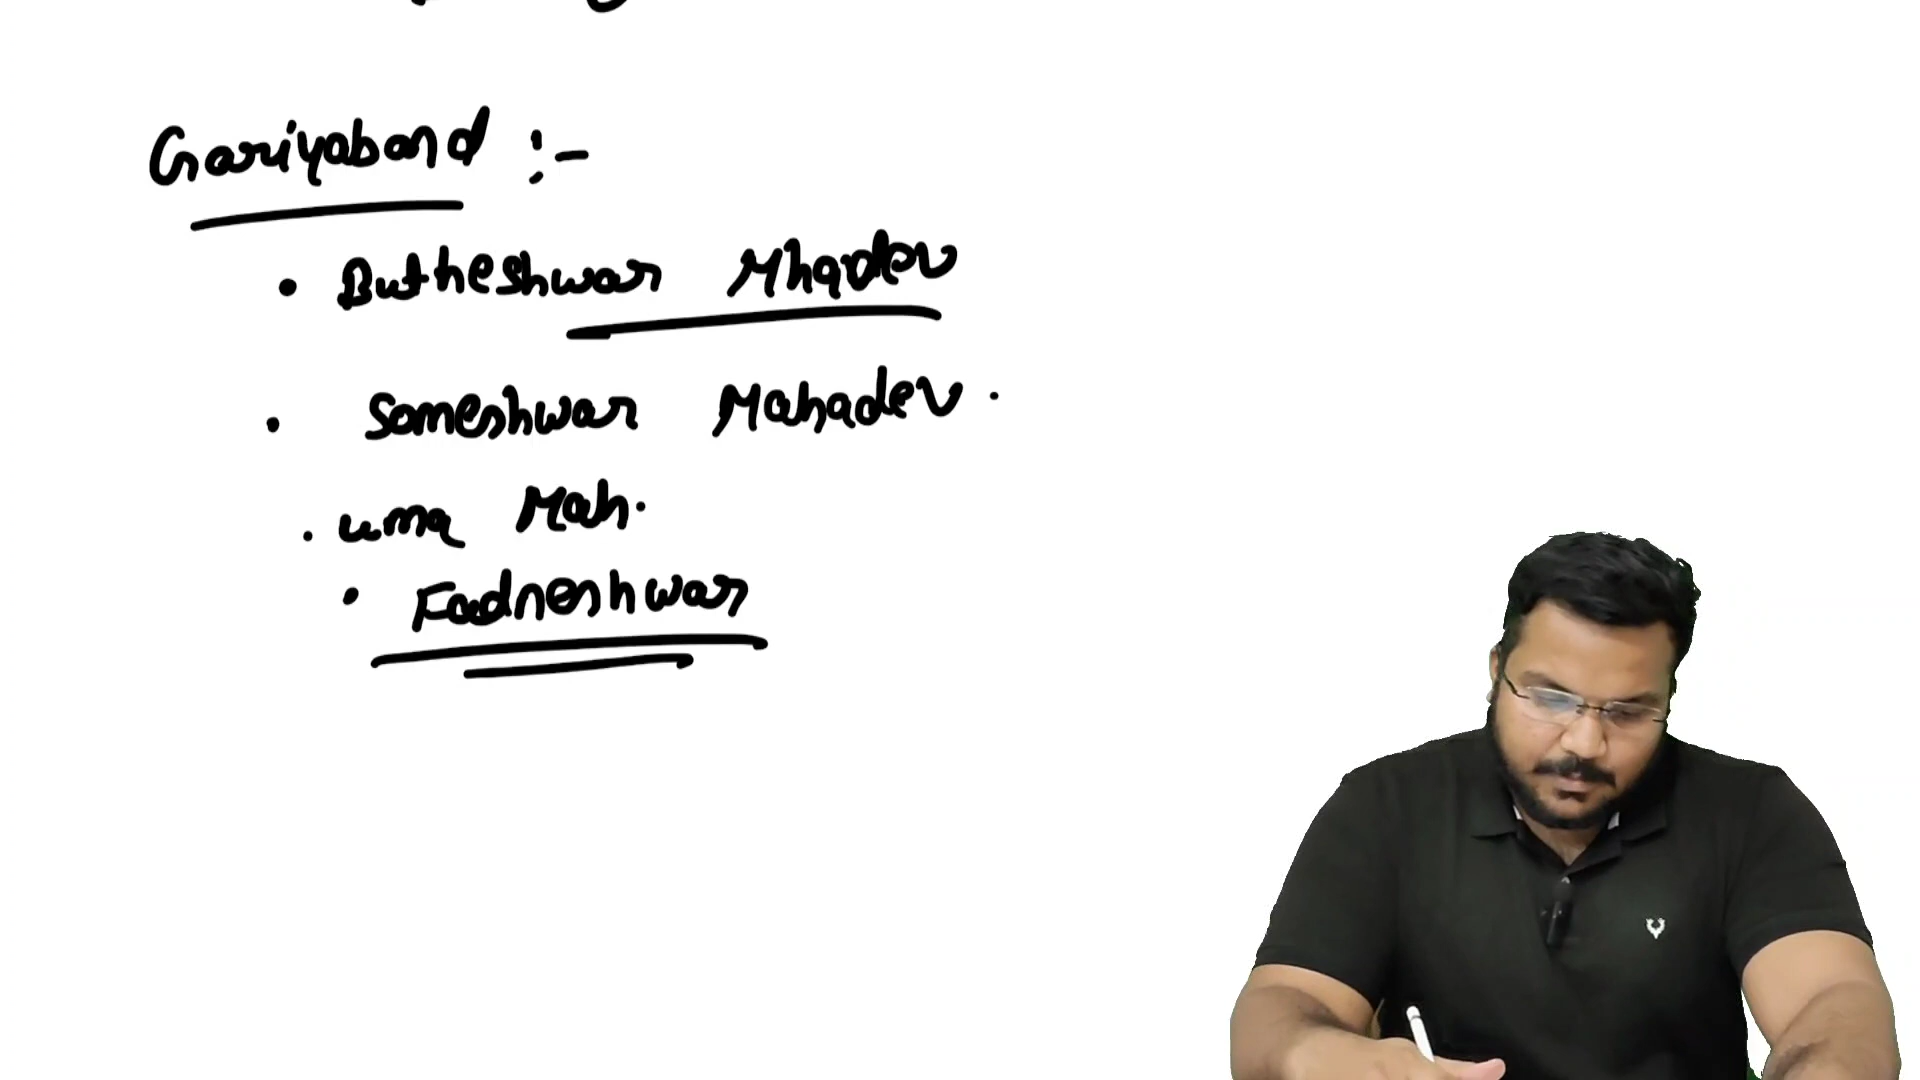 Gariyaband :-
• Butheshwar Mhadev
• Someshwar Mahadev.
. uma Mah.
• Fadneshwar